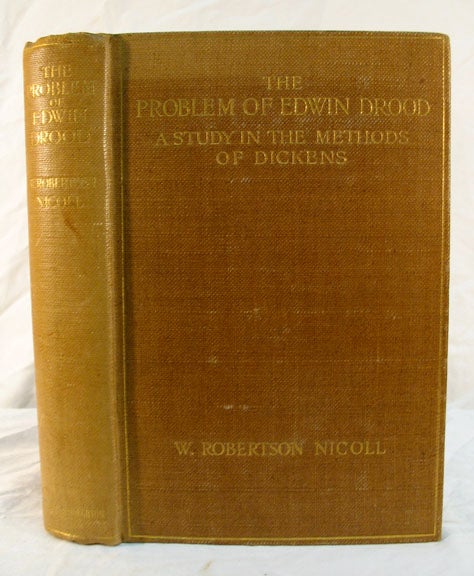 THE
PROBLEM
OF
EDWIN
DROOD
NICOLL
THE
PROBLEM OF EDWIN DROOD
A STUDY IN THE METHODS
OF DICKENS
W. ROBERTSON NICOLL